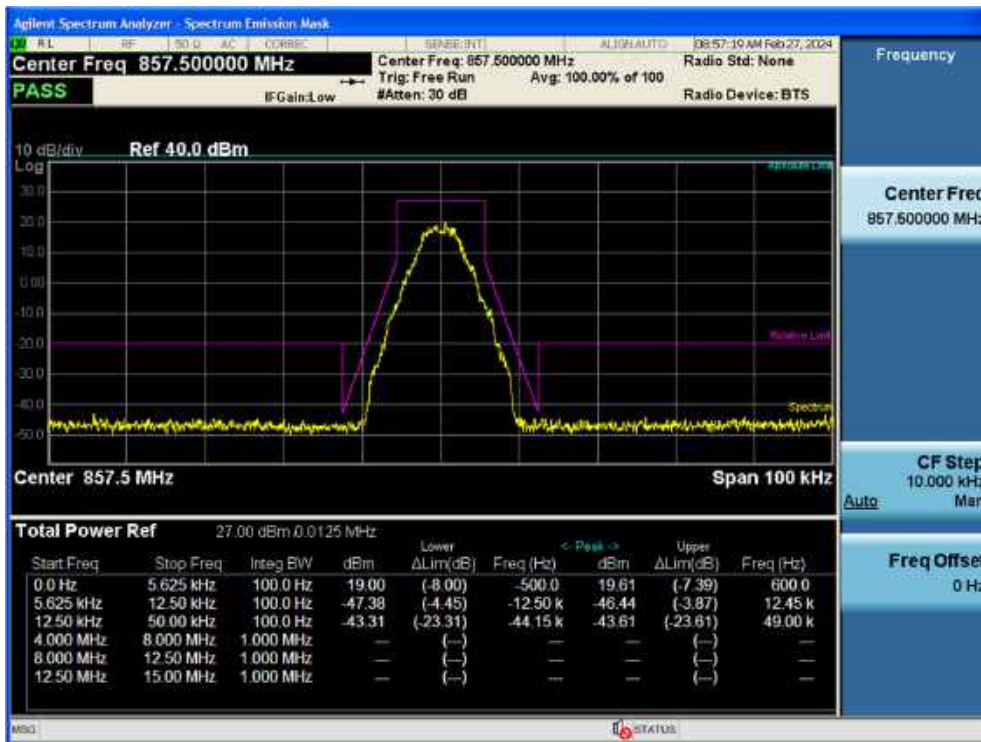 Agilent Spectrum Analyzer - Spectrum Emission Mask
RL RF 50 Ω AC CORREC SENSE:INT ALIGN AUTO 08:57:19 AM Feb 27, 2024
Center Freq 857.500000 MHz
Center Freq: 857.500000 MHz
Radio Std: None
Trig: Free Run Avg: 100.00% of 100
PASS
IFGain:Low
#Atten: 30 dB
Radio Device: BTS
10 dB/div Ref 40.0 dBm
Log
Absolute Limit
30.0
20.0
10.0
0.00
-10.0
Relative Limit
-20.0
-30.0
-40.0
Spectrum
-50.0
Center 857.5 MHz Span 100 kHz
Total Power Ref 27.00 dBm / 0.0125 MHz
Lower <- Peak -> Upper
Start Freq Stop Freq Integ BW dBm ΔLim(dB) Freq (Hz) dBm ΔLim(dB) Freq (Hz)
0.0 Hz 5.625 kHz 100.0 Hz 19.00 (-8.00) -500.0 19.61 (-7.39) 600.0
5.625 kHz 12.50 kHz 100.0 Hz -47.38 (-4.45) -12.50 k -46.44 (-3.87) 12.45 k
12.50 kHz 50.00 kHz 100.0 Hz -43.31 (-23.31) -44.15 k -43.61 (-23.61) 49.00 k
4.000 MHz 8.000 MHz 1.000 MHz --- (---) --- (---)
8.000 MHz 12.50 MHz 1.000 MHz --- (---) --- (---)
12.50 MHz 15.00 MHz 1.000 MHz --- (---) --- (---)
MSG STATUS
Frequency
Center Freq
857.500000 MHz
CF Step
10.000 kHz
Auto Man
Freq Offset
0 Hz